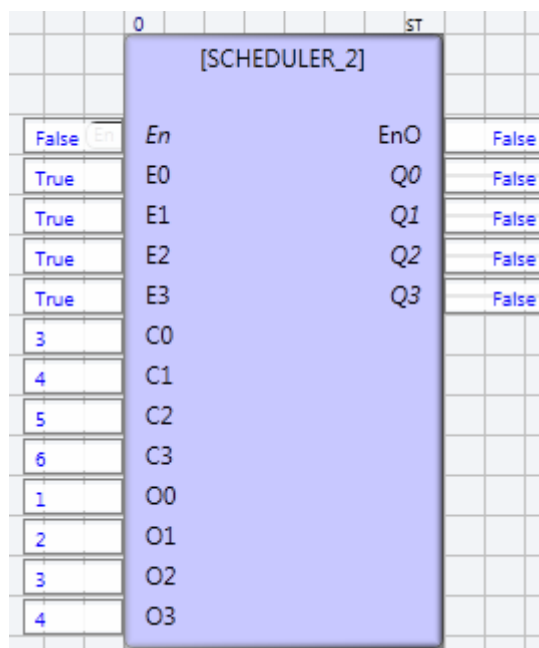 0 ST
[SCHEDULER_2]
False En En EnO False
True E0 Q0 False
True E1 Q1 False
True E2 Q2 False
True E3 Q3 False
3 C0
4 C1
5 C2
6 C3
1 O0
2 O1
3 O2
4 O3